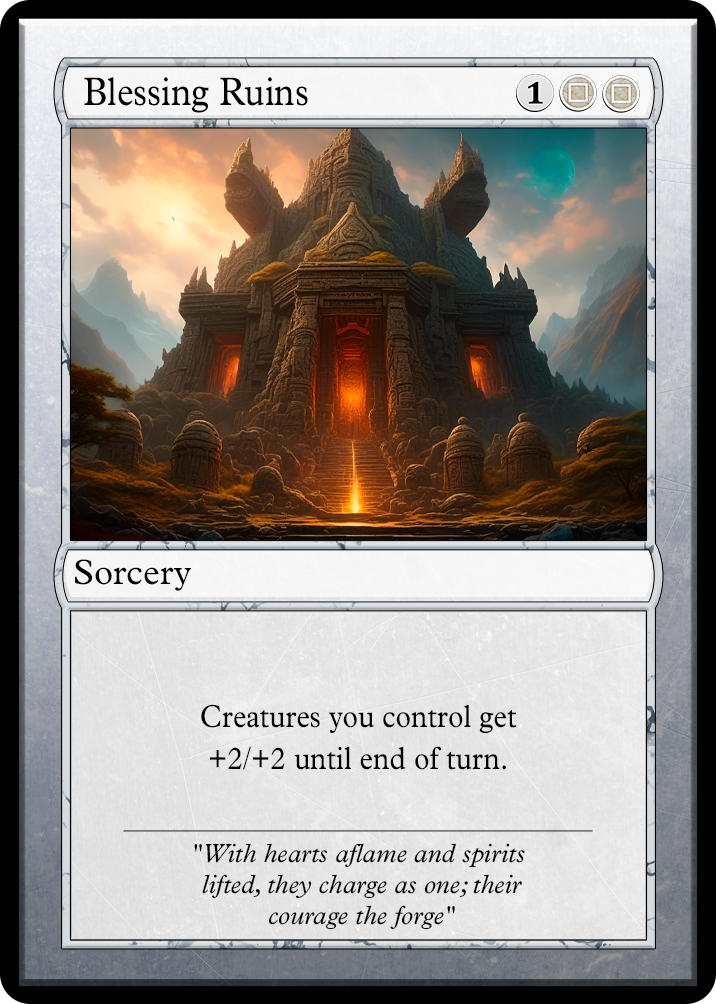 Blessing Ruins 1
Sorcery
Creatures you control get
+2/+2 until end of turn.
"With hearts aflame and spirits
lifted, they charge as one; their
courage the forge"